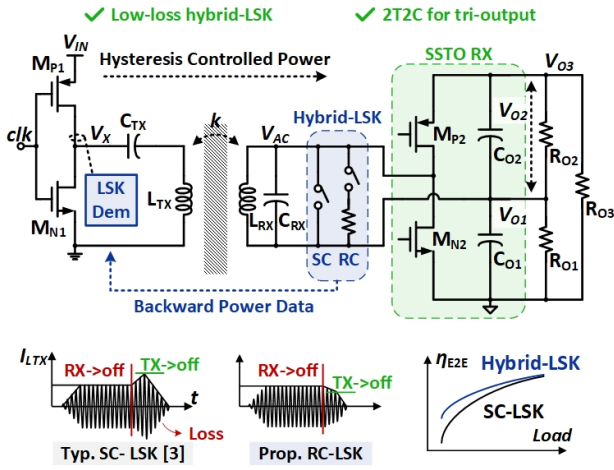 ✓ Low-loss hybrid-LSK
✓ 2T2C for tri-output
V_IN
Hysteresis Controlled Power
SSTO RX
V_O3
M_P1
Hybrid-LSK
clk
V_X
C_TX
k
V_AC
M_P2
V_O2
C_O2
R_O2
LSK
Dem
R_O3
M_N1
L_TX
L_RX
C_RX
V_O1
M_N2
C_O1
R_O1
SC
RC
Backward Power Data
I_LTX
RX->off
TX->off
t
Loss
Typ. SC- LSK [3]
RX->off
TX->off
Prop. RC-LSK
η_E2E
Hybrid-LSK
SC-LSK
Load